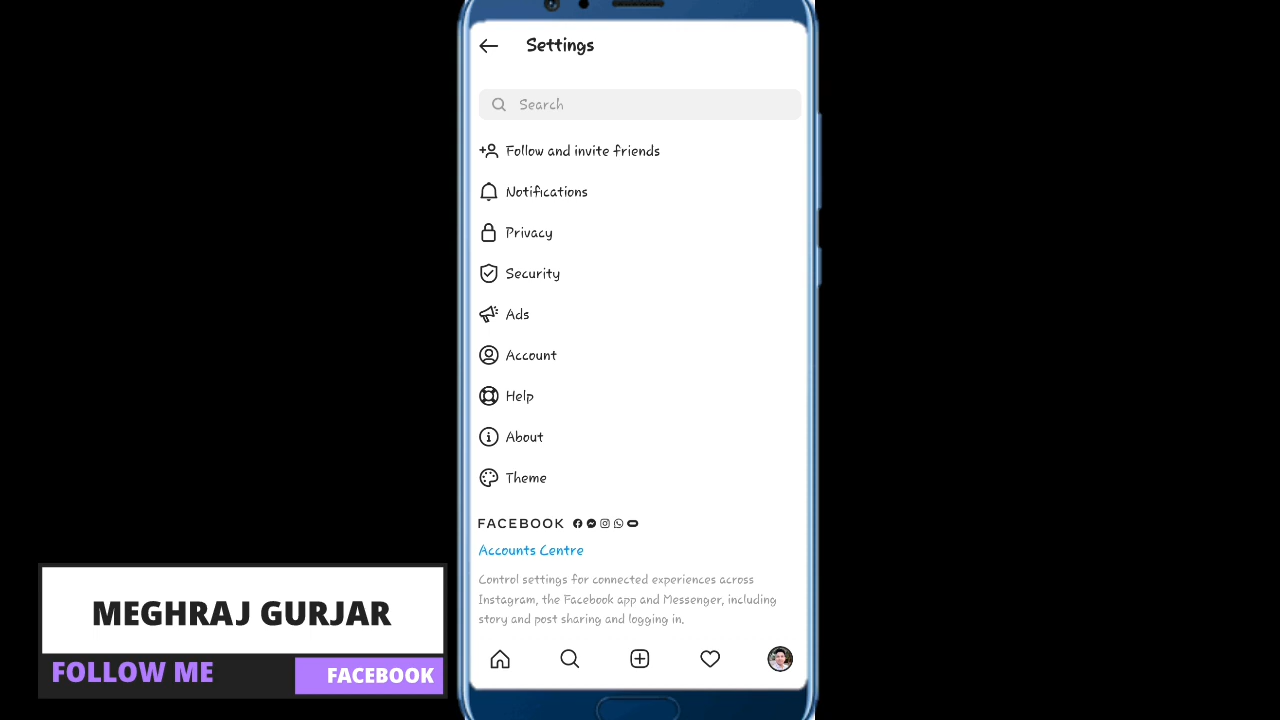 Settings
Search
Follow and invite friends
Notifications
Privacy
Security
Ads
Account
Help
About
Theme
FACEBOOK
Accounts Centre
Control settings for connected experiences across
Instagram, the Facebook app and Messenger, including
story and post sharing and logging in.
MEGHRAJ GURJAR
FOLLOW ME
FACEBOOK